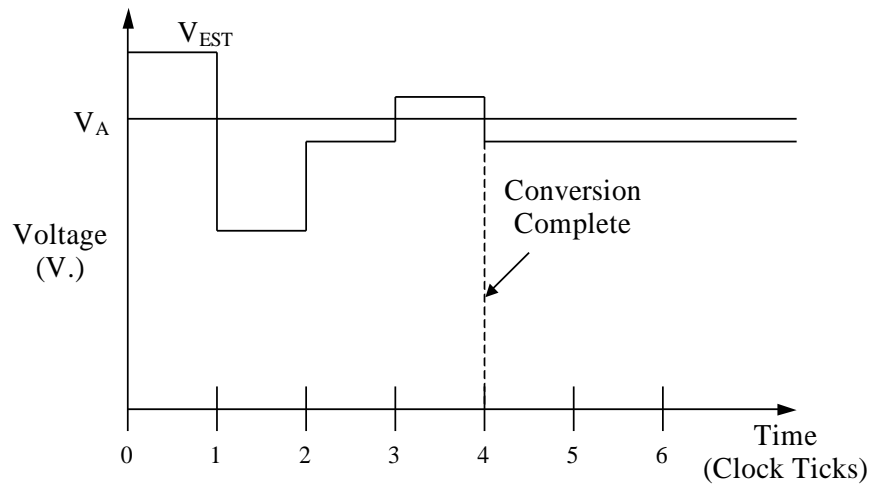 V_EST
V_A
Voltage
(V.)
Conversion
Complete
0 1 2 3 4 5 6
Time
(Clock Ticks)